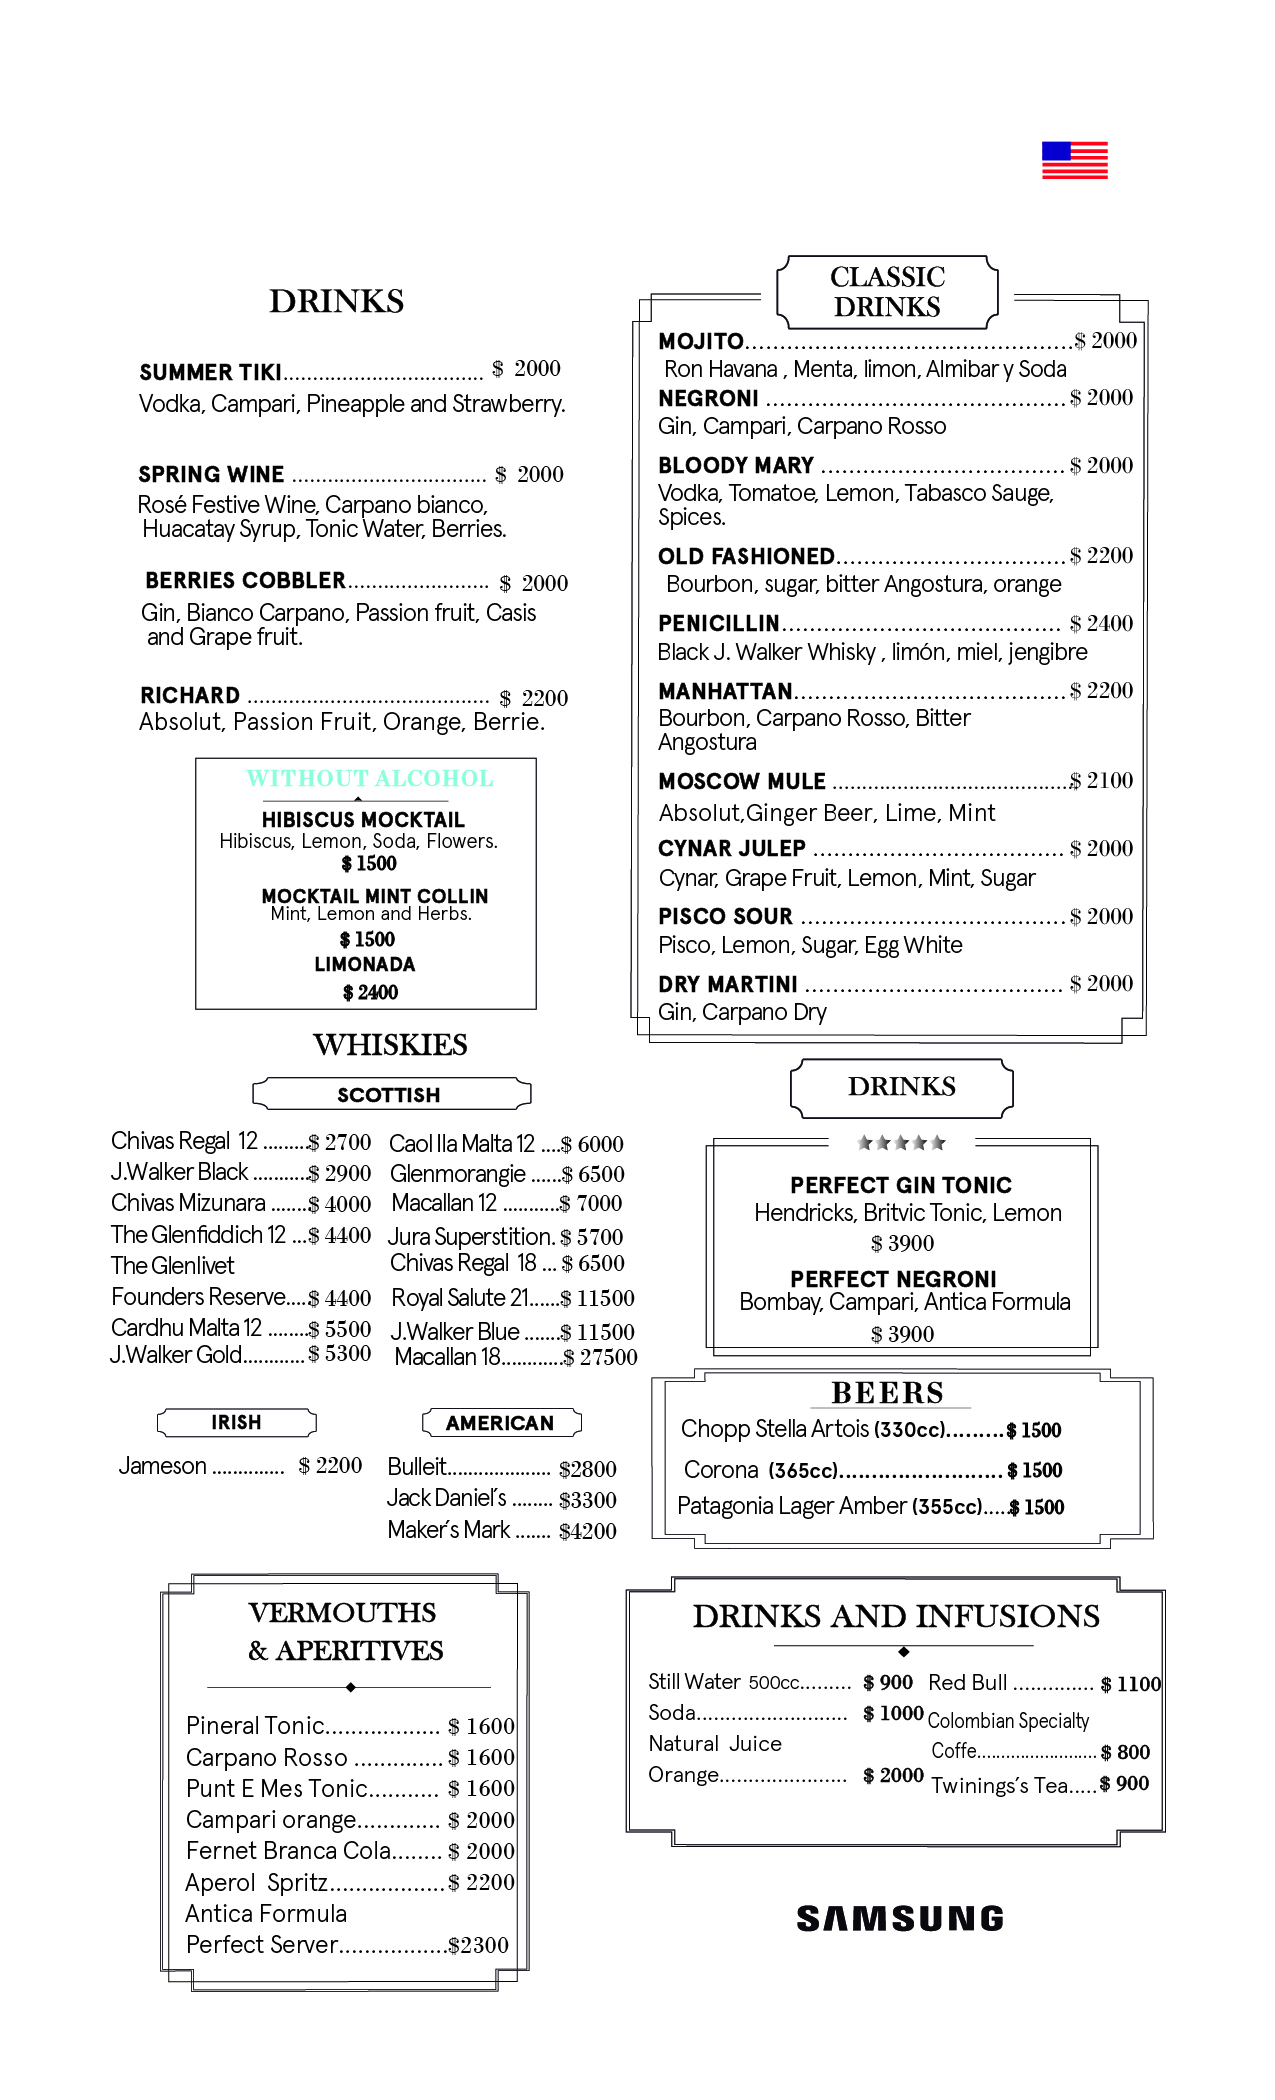 DRINKS
SUMMER TIKI.................................. $ 2000
Vodka, Campari, Pineapple and Strawberry.
SPRING WINE ................................. $ 2000
Rosé Festive Wine, Carpano bianco,
Huacatay Syrup, Tonic Water, Berries.
BERRIES COBBLER........................ $ 2000
Gin, Bianco Carpano, Passion fruit, Casis
and Grape fruit.
RICHARD ......................................... $ 2200
Absolut, Passion Fruit, Orange, Berrie.
WITHOUT ALCOHOL
HIBISCUS MOCKTAIL
Hibiscus, Lemon, Soda, Flowers.
$ 1500
MOCKTAIL MINT COLLIN
Mint, Lemon and Herbs.
$ 1500
LIMONADA
$ 2400
CLASSIC
DRINKS
MOJITO...............................................$ 2000
Ron Havana , Menta, limon, Almibar y Soda
NEGRONI ...........................................$ 2000
Gin, Campari, Carpano Rosso
BLOODY MARY ...................................$ 2000
Vodka, Tomatoe, Lemon, Tabasco Sauge,
Spices.
OLD FASHIONED.................................$ 2200
Bourbon, sugar, bitter Angostura, orange
PENICILLIN........................................ $ 2400
Black J. Walker Whisky , limón, miel, jengibre
MANHATTAN.......................................$ 2200
Bourbon, Carpano Rosso, Bitter
Angostura
MOSCOW MULE .........................................$ 2100
Absolut,Ginger Beer, Lime, Mint
CYNAR JULEP .................................... $ 2000
Cynar, Grape Fruit, Lemon, Mint, Sugar
PISCO SOUR ......................................$ 2000
Pisco, Lemon, Sugar, Egg White
DRY MARTINI ..................................... $ 2000
Gin, Carpano Dry
WHISKIES
SCOTTISH
Chivas Regal 12 ........$ 2700
J.Walker Black ..........$ 2900
Chivas Mizunara .......$ 4000
The Glenfiddich 12 ...$ 4400
The Glenlivet
Founders Reserve....$ 4400
Cardhu Malta 12 ........$ 5500
J.Walker Gold............$ 5300
Caol Ila Malta 12 ....$ 6000
Glenmorangie ......$ 6500
Macallan 12 ...........$ 7000
Jura Superstition. $ 5700
Chivas Regal 18 ... $ 6500
Royal Salute 21......$ 11500
J.Walker Blue .......$ 11500
Macallan 18............$ 27500
IRISH
Jameson .............. $ 2200
AMERICAN
Bulleit.................... $2800
Jack Daniel´s ........ $3300
Maker´s Mark ....... $4200
DRINKS
PERFECT GIN TONIC
Hendricks, Britvic Tonic, Lemon
$ 3900
PERFECT NEGRONI
Bombay, Campari, Antica Formula
$ 3900
BEERS
Chopp Stella Artois (330cc).........$ 1500
Corona (365cc)........................ $ 1500
Patagonia Lager Amber (355cc).....$ 1500
VERMOUTHS
& APERITIVES
Pineral Tonic.................. $ 1600
Carpano Rosso .............. $ 1600
Punt E Mes Tonic........... $ 1600
Campari orange............. $ 2000
Fernet Branca Cola........ $ 2000
Aperol Spritz..................$ 2200
Antica Formula
Perfect Server.................$2300
DRINKS AND INFUSIONS
Still Water 500cc......... $ 900
Soda.......................... $ 1000
Natural Juice
Orange...................... $ 2000
Red Bull .............. $ 1100
Colombian Specialty
Coffe......................... $ 800
Twinings´s Tea.....$ 900
SAMSUNG